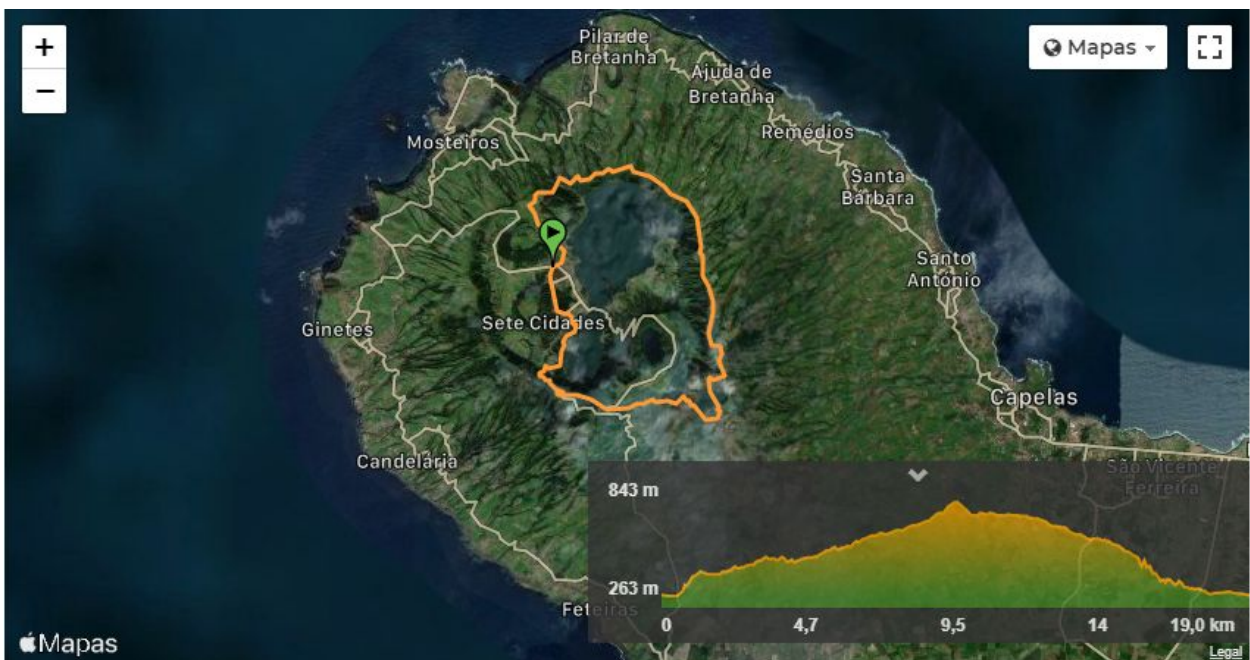 +
−
Mapas
Pilar de
Bretanha
Ajuda de
Bretanha
Mosteiros
Remédios
Santa
Bárbara
Santo
António
Ginetes
Sete Cidades
Capelas
Candelária
São Vicente
Ferreira
843 m
263 m
Feteiras
0
4,7
9,5
14
19,0 km
Mapas
Legal